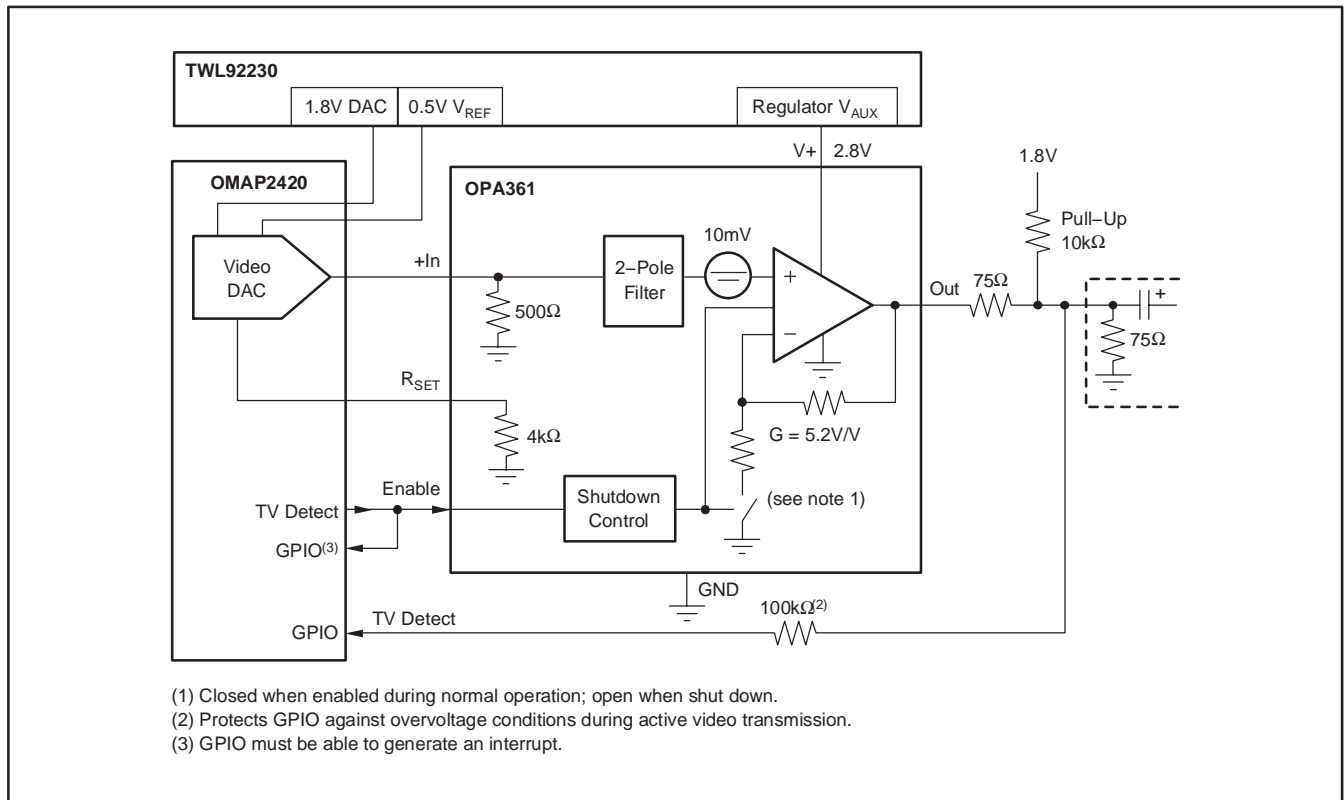 TWL92230
1.8V DAC
0.5V VREF
Regulator VAUX
V+
2.8V
1.8V
OMAP2420
OPA361
Pull−Up
10kΩ
10mV
Video
DAC
+In
2−Pole
Filter
+
−
Out
75Ω
+
500Ω
75Ω
RSET
4kΩ
G = 5.2V/V
Enable
Shutdown
Control
(see note 1)
TV Detect
GPIO(3)
GND
TV Detect
100kΩ(2)
GPIO
(1) Closed when enabled during normal operation; open when shut down.
(2) Protects GPIO against overvoltage conditions during active video transmission.
(3) GPIO must be able to generate an interrupt.